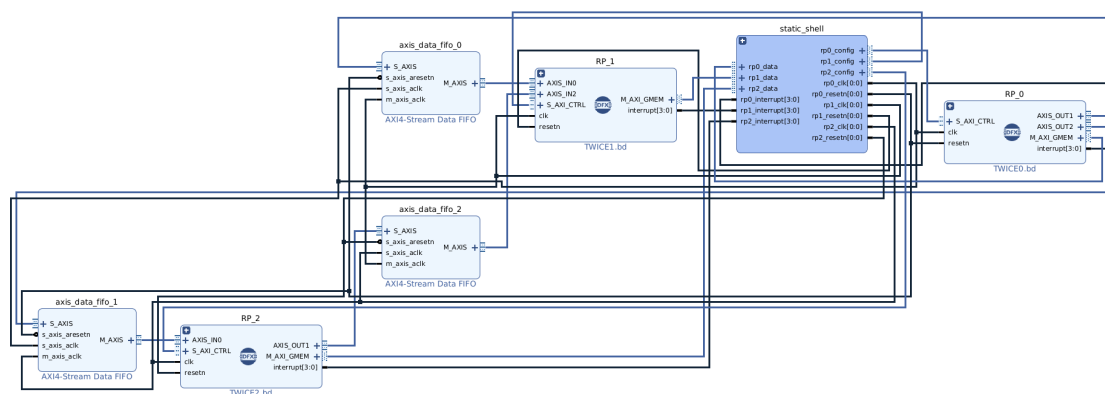 axis_data_fifo_0
S_AXIS
s_axis_aresetn
s_axis_aclk
m_axis_aclk
M_AXIS
AXI4-Stream Data FIFO
RP_1
AXIS_IN0
AXIS_IN2
S_AXI_CTRL
clk
resetn
M_AXI_GMEM
interrupt[3:0]
DFX
TWICE1.bd
static_shell
rp0_data
rp1_data
rp2_data
rp0_interrupt[3:0]
rp1_interrupt[3:0]
rp2_interrupt[3:0]
rp0_config
rp1_config
rp2_config
rp0_clk[0:0]
rp0_resetn[0:0]
rp1_clk[0:0]
rp1_resetn[0:0]
rp2_clk[0:0]
rp2_resetn[0:0]
RP_0
S_AXI_CTRL
clk
resetn
DFX
AXIS_OUT1
AXIS_OUT2
M_AXI_GMEM
interrupt[3:0]
TWICE0.bd
axis_data_fifo_2
S_AXIS
s_axis_aresetn
s_axis_aclk
m_axis_aclk
M_AXIS
AXI4-Stream Data FIFO
axis_data_fifo_1
S_AXIS
s_axis_aresetn
s_axis_aclk
m_axis_aclk
M_AXIS
AXI4-Stream Data FIFO
RP_2
AXIS_IN0
S_AXI_CTRL
clk
resetn
DFX
AXIS_OUT1
M_AXI_GMEM
interrupt[3:0]
TWICE2.bd